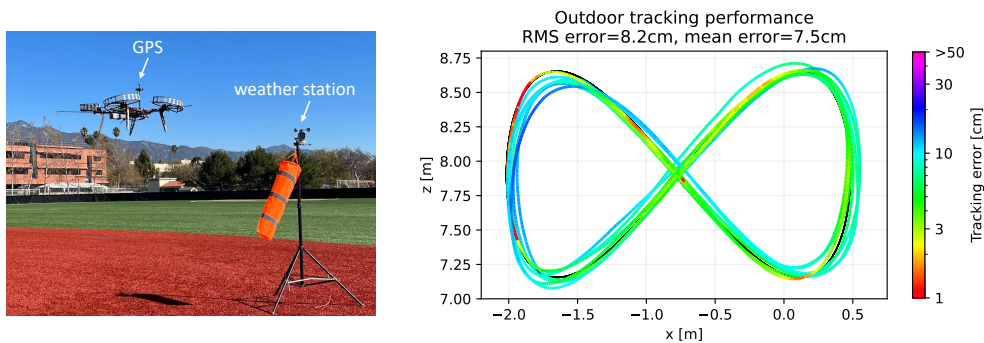 GPS
weather station
Outdoor tracking performance
RMS error=8.2cm, mean error=7.5cm
8.75
8.50
8.25
8.00
7.75
7.50
7.25
7.00
z [m]
−2.0
−1.5
−1.0
−0.5
0.0
0.5
x [m]
>50
30
10
3
1
Tracking error [cm]